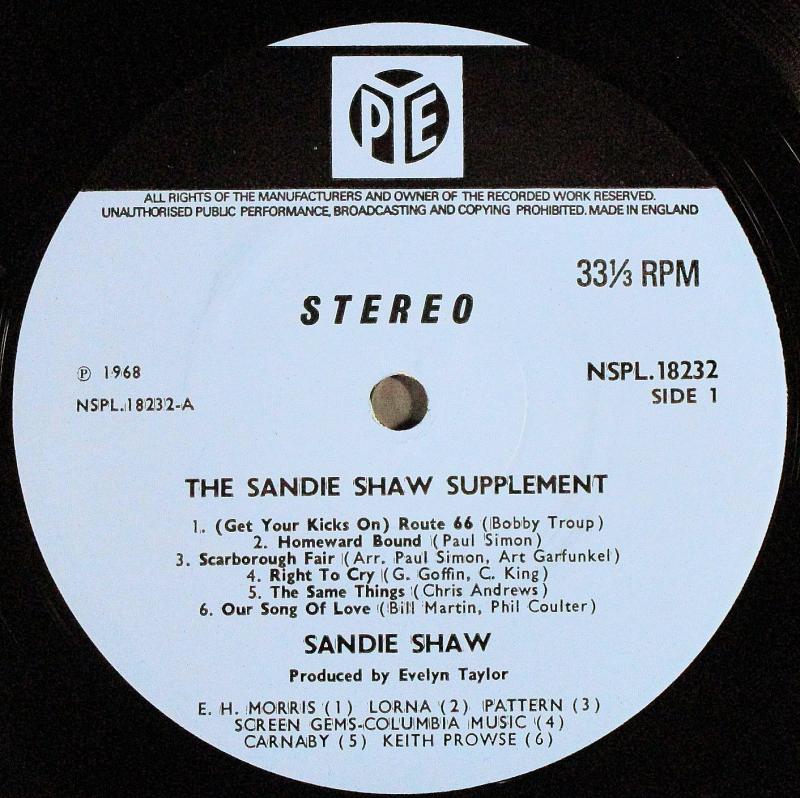 PYE
ALL RIGHTS OF THE MANUFACTURERS AND OWNER OF THE RECORDED WORK RESERVED.
UNAUTHORISED PUBLIC PERFORMANCE, BROADCASTING AND COPYING PROHIBITED. MADE IN ENGLAND
33⅓ RPM
STEREO
℗ 1968
NSPL.18232
NSPL.18232-A
SIDE 1
THE SANDIE SHAW SUPPLEMENT
1. (Get Your Kicks On) Route 66 (Bobby Troup)
2. Homeward Bound (Paul Simon)
3. Scarborough Fair (Arr. Paul Simon, Art Garfunkel)
4. Right To Cry (G. Goffin, C. King)
5. The Same Things (Chris Andrews)
6. Our Song Of Love (Bill Martin, Phil Coulter)
SANDIE SHAW
Produced by Evelyn Taylor
E. H. MORRIS (1) LORNA (2) PATTERN (3)
SCREEN GEMS-COLUMBIA MUSIC (4)
CARNABY (5) KEITH PROWSE (6)